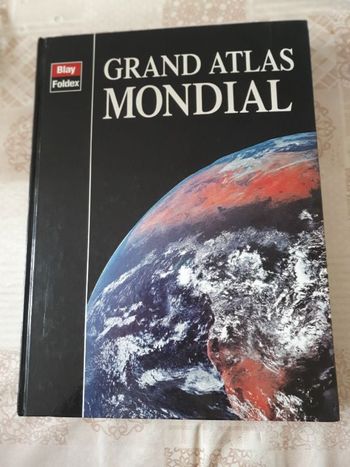 Blay
Foldex
GRAND ATLAS
MONDIAL